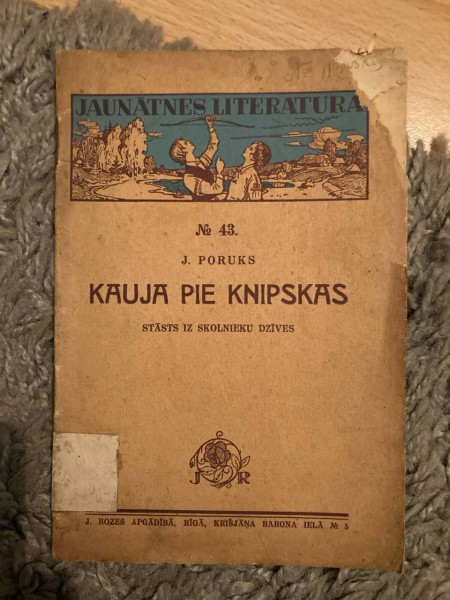 JAUNĀTNES LITERATURA
№ 43.
J. PORUKS
KAUJA PIE KNIPSKAS
STĀSTS IZ SKOLNIEKU DZĪVES
J R
J. ROZES APGĀDĪBĀ, RĪGĀ, KRIŠJĀŅA BARONA IELĀ № 5